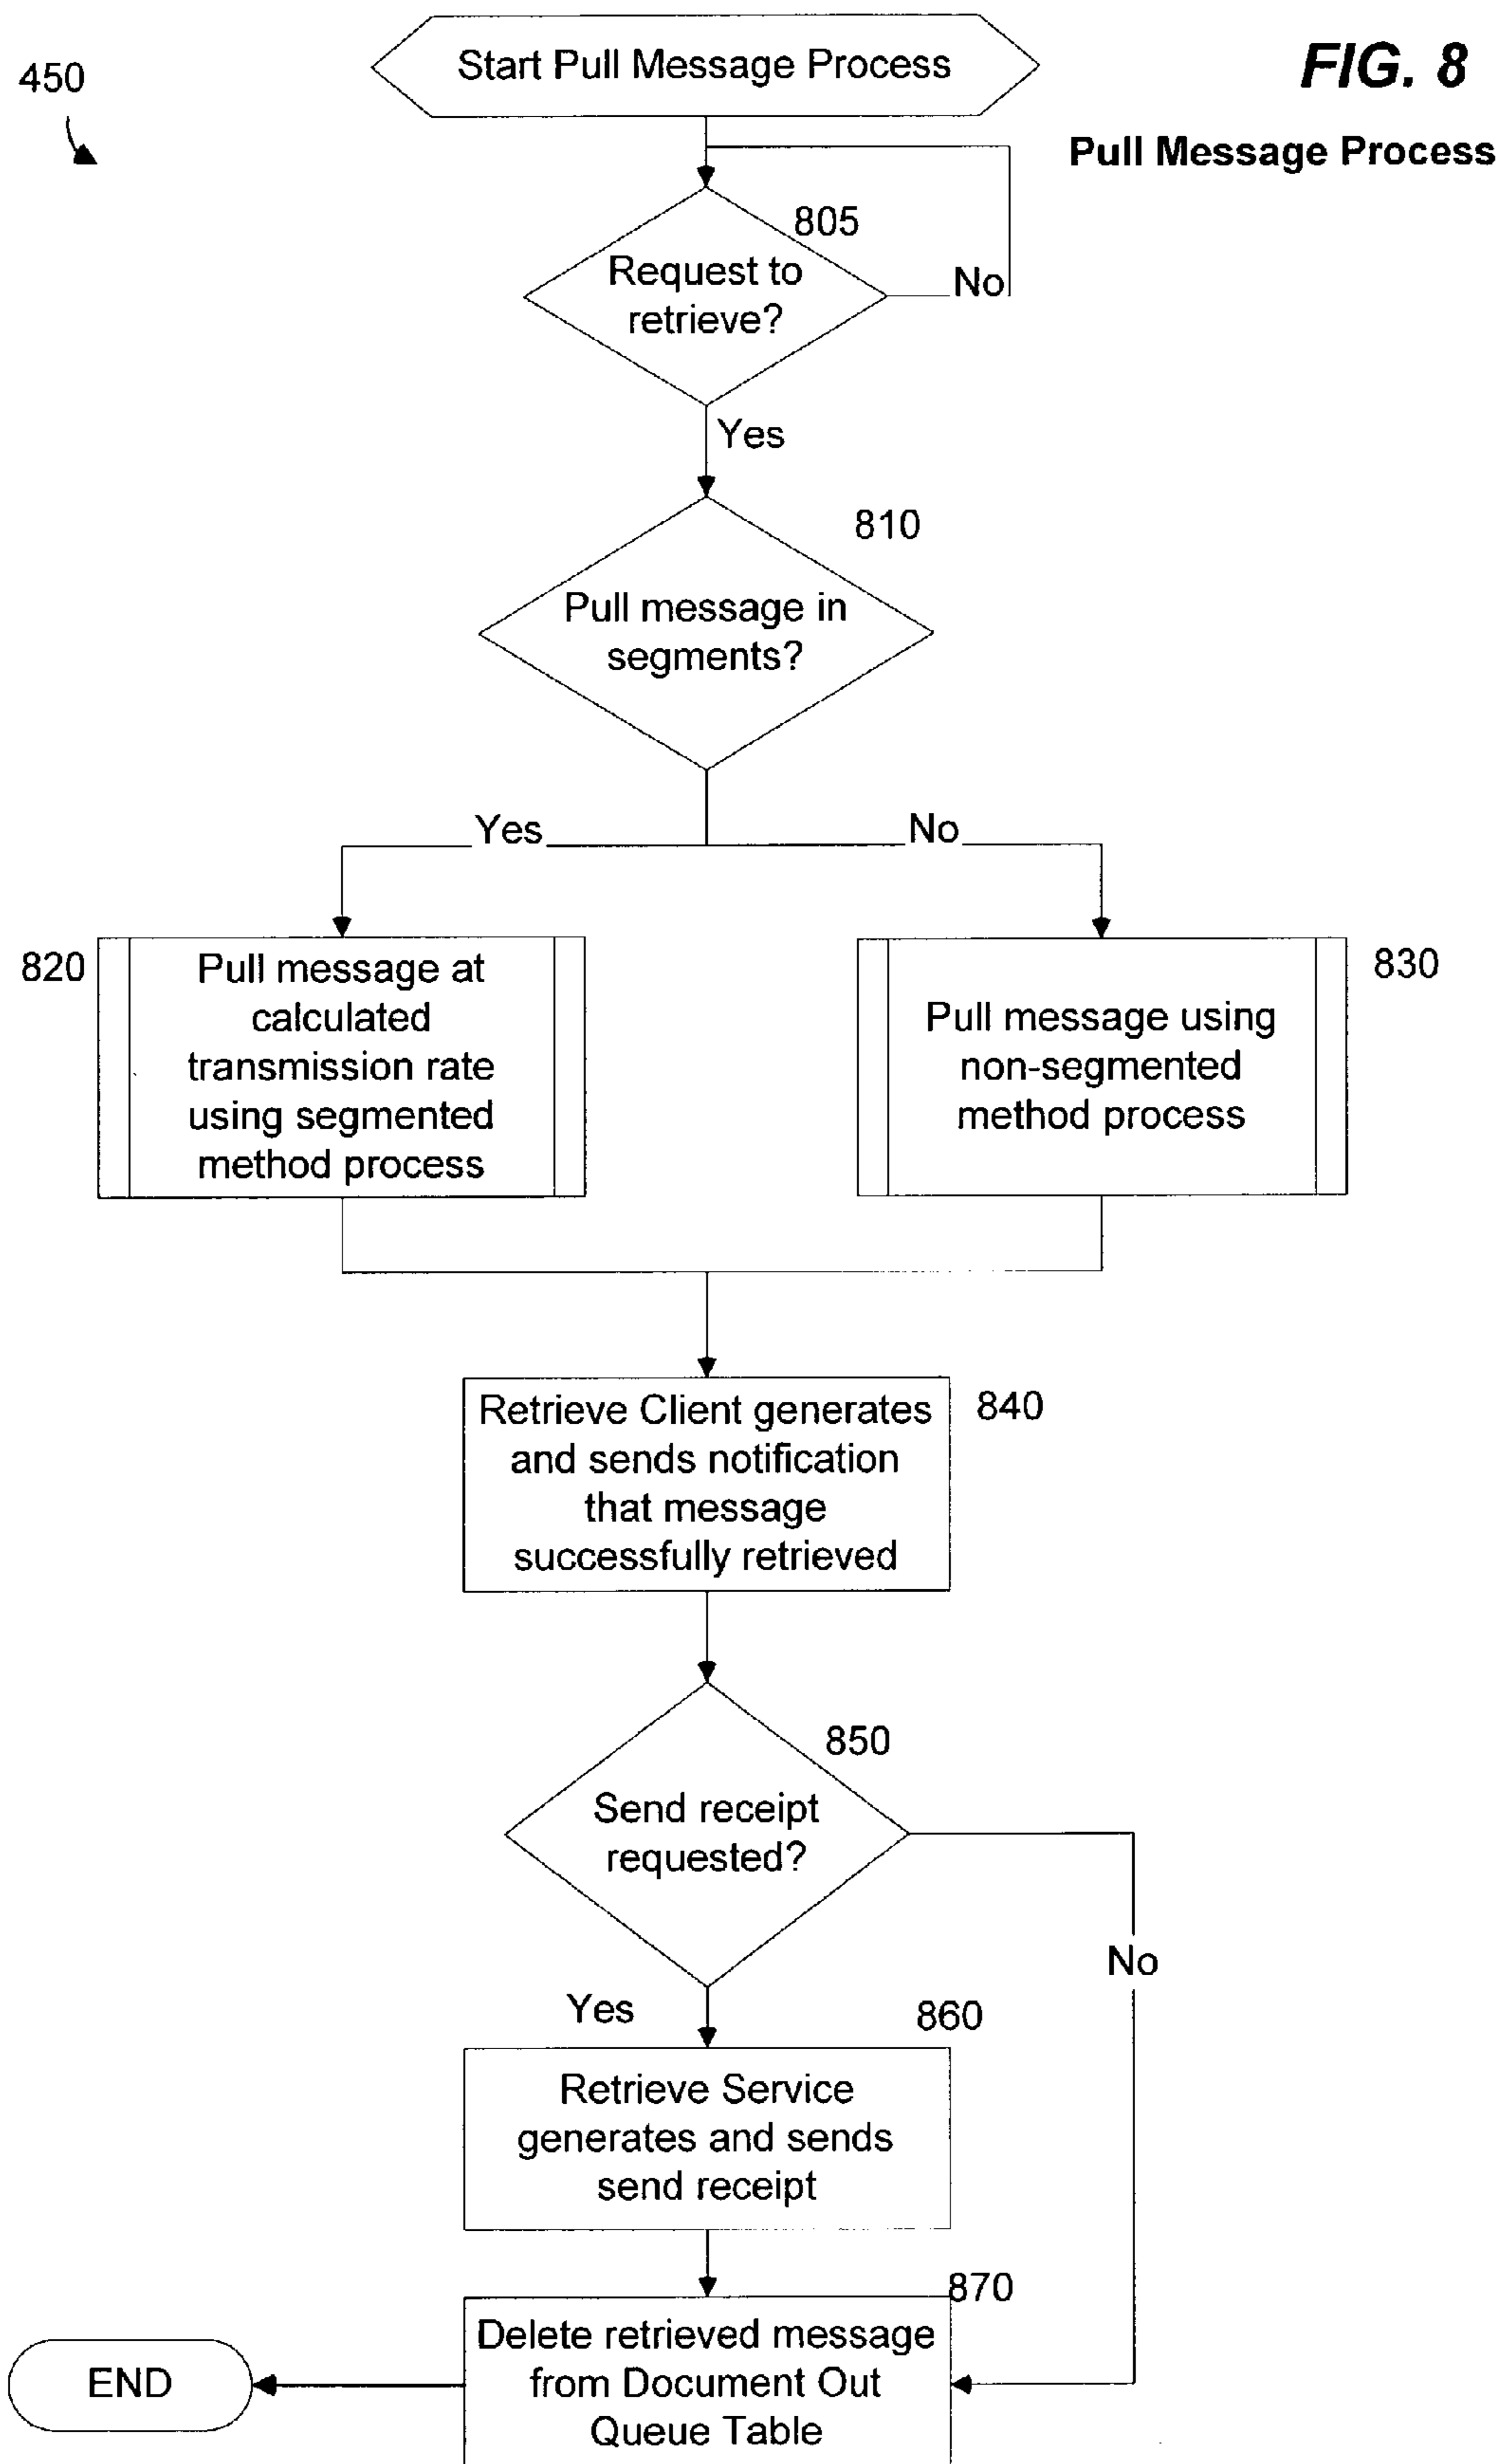 FIG. 8
450
Start Pull Message Process
Pull Message Process
805
Request to
retrieve?
No
Yes
810
Pull message in
segments?
Yes
No
820
Pull message at
calculated
transmission rate
using segmented
method process
830
Pull message using
non-segmented
method process
840
Retrieve Client generates
and sends notification
that message
successfully retrieved
850
Send receipt
requested?
No
Yes
860
Retrieve Service
generates and sends
send receipt
870
Delete retrieved message
from Document Out
Queue Table
END